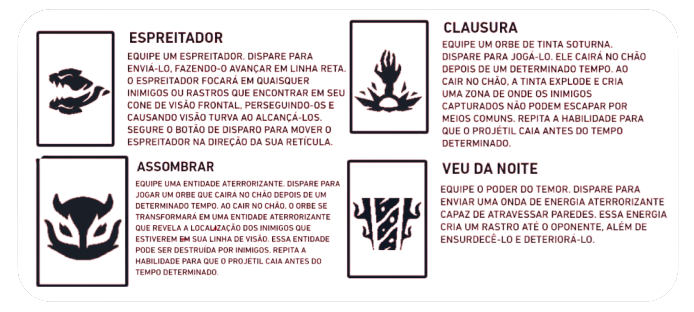 ESPREITADOR
EQUIPE UM ESPREITADOR. DISPARE PARA
ENVIÁ-LO, FAZENDO-O AVANÇAR EM LINHA RETA.
O ESPREITADOR FOCARÁ EM QUAISQUER
INIMIGOS OU RASTROS QUE ENCONTRAR EM SEU
CONE DE VISÃO FRONTAL, PERSEGUINDO-OS E
CAUSANDO VISÃO TURVA AO ALCANÇÁ-LOS.
SEGURE O BOTÃO DE DISPARO PARA MOVER O
ESPREITADOR NA DIREÇÃO DA SUA RETÍCULA.
CLAUSURA
EQUIPE UM ORBE DE TINTA SOTURNA.
DISPARE PARA JOGÁ-LO. ELE CAIRÁ NO CHÃO
DEPOIS DE UM DETERMINADO TEMPO. AO
CAIR NO CHÃO, A TINTA EXPLODE E CRIA
UMA ZONA DE ONDE OS INIMIGOS
CAPTURADOS NÃO PODEM ESCAPAR POR
MEIOS COMUNS. REPITA A HABILIDADE PARA
QUE O PROJÉTIL CAIA ANTES DO TEMPO
DETERMINADO.
ASSOMBRAR
EQUIPE UMA ENTIDADE ATERRORIZANTE. DISPARE PARA
JOGAR UM ORBE QUE CAIRÁ NO CHÃO DEPOIS DE UM
DETERMINADO TEMPO. AO CAIR NO CHÃO, O ORBE SE
TRANSFORMARÁ EM UMA ENTIDADE ATERRORIZANTE
QUE REVELA A LOCALIZAÇÃO DOS INIMIGOS QUE
ESTIVEREM EM SUA LINHA DE VISÃO. ESSA ENTIDADE
PODE SER DESTRUÍDA POR INIMIGOS. REPITA A
HABILIDADE PARA QUE O PROJÉTIL CAIA ANTES DO
TEMPO DETERMINADO.
VEU DA NOITE
EQUIPE O PODER DO TEMOR. DISPARE PARA
ENVIAR UMA ONDA DE ENERGIA ATERRORIZANTE
CAPAZ DE ATRAVESSAR PAREDES. ESSA ENERGIA
CRIA UM RASTRO ATÉ O OPONENTE, ALÉM DE
ENSURDECÊ-LO E DETERIORÁ-LO.